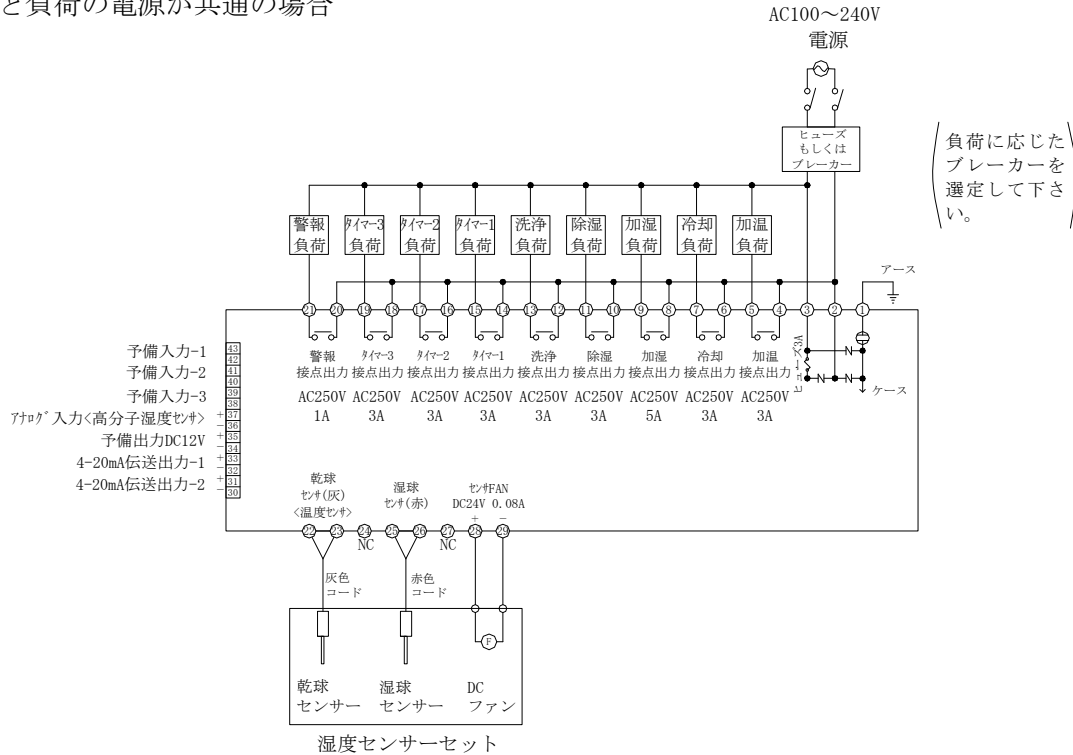 と負荷の電源が共通の場合
AC100～240V
電源
ヒューズ
もしくは
ブレーカー
負荷に応じた
ブレーカーを
選定して下さ
い。
警報
負荷
ﾀｲﾏｰ3
負荷
ﾀｲﾏｰ2
負荷
ﾀｲﾏｰ1
負荷
洗浄
負荷
除湿
負荷
加湿
負荷
冷却
負荷
加温
負荷
アース
21 20 19 18 17 16 15 14 13 12 11 10 9 8 7 6 5 4 3 2 1
警報
接点出力
AC250V
1A
ﾀｲﾏｰ3
接点出力
AC250V
3A
ﾀｲﾏｰ2
接点出力
AC250V
3A
ﾀｲﾏｰ1
接点出力
AC250V
3A
洗浄
接点出力
AC250V
3A
除湿
接点出力
AC250V
3A
加湿
接点出力
AC250V
5A
冷却
接点出力
AC250V
3A
加温
接点出力
AC250V
3A
ヒューズ3A
N
N N
ケース
予備入力-1
予備入力-2
予備入力-3
ｱﾅﾛｸﾞ入力<高分子湿度ｾﾝｻ>
予備出力DC12V
4-20mA伝送出力-1
4-20mA伝送出力-2
43
42
41
40
39
38
+ 37
− 36
+ 35
− 34
+ 33
− 32
+ 31
− 30
乾球
ｾﾝｻ(灰)
<温度ｾﾝｻ>
湿球
ｾﾝｻ(赤)
ｾﾝｻFAN
DC24V 0.08A
+ −
22 23 24 25 26 27 28 29
NC NC
灰色
コード
赤色
コード
F
乾球
センサー
湿球
センサー
DC
ファン
湿度センサーセット